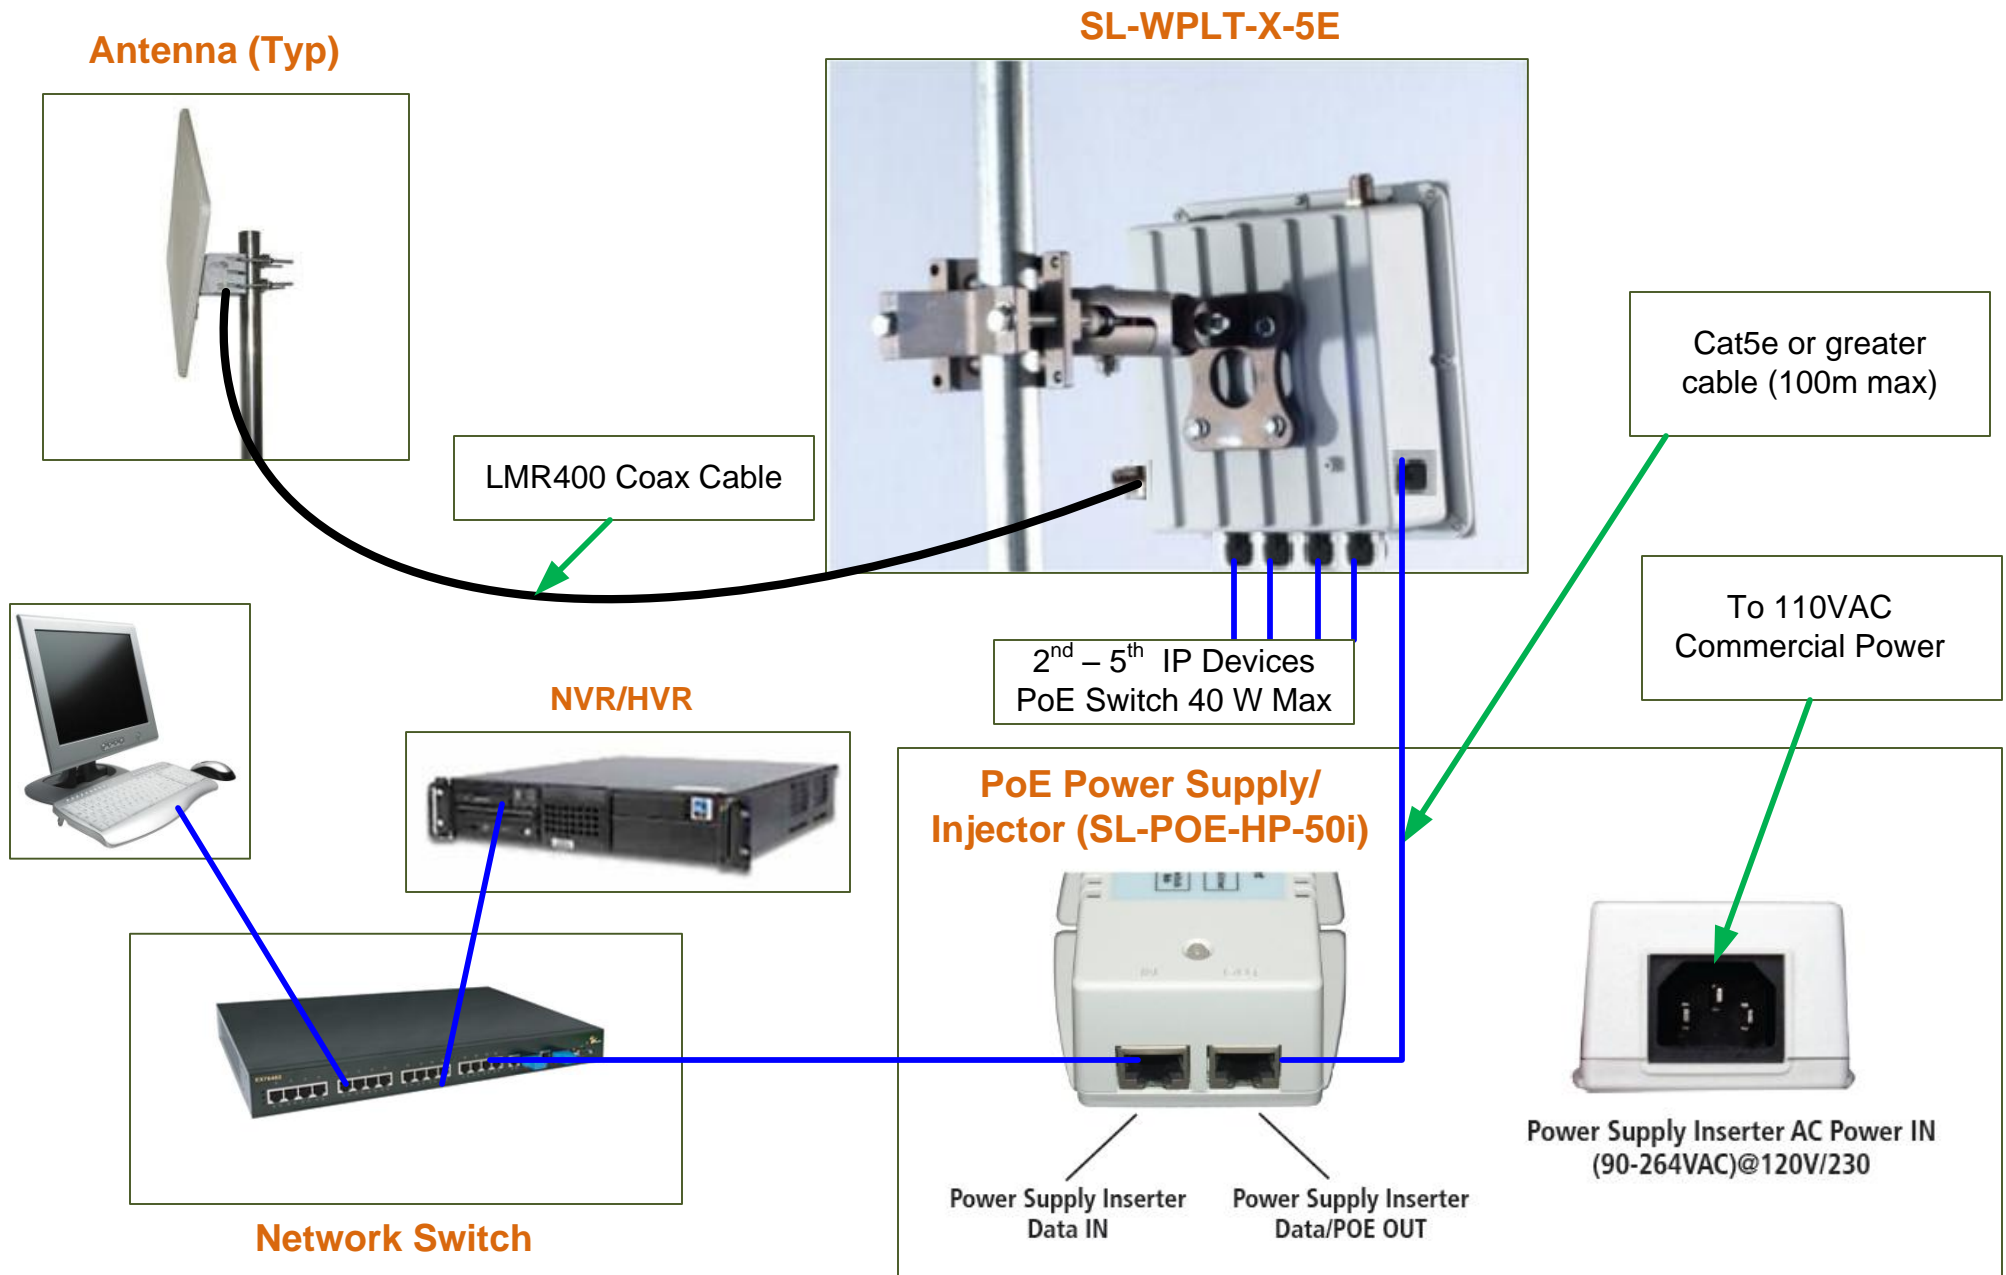 SL-WPLT-X-5E
Antenna (Typ)
Cat5e or greater
cable (100m max)
LMR400 Coax Cable
To 110VAC
Commercial Power
2nd – 5th IP Devices
PoE Switch 40 W Max
NVR/HVR
PoE Power Supply/
Injector (SL-POE-HP-50i)
IN
OUT
Power Supply Inserter AC Power IN
(90-264VAC)@120V/230
Power Supply Inserter
Data IN
Power Supply Inserter
Data/POE OUT
Network Switch